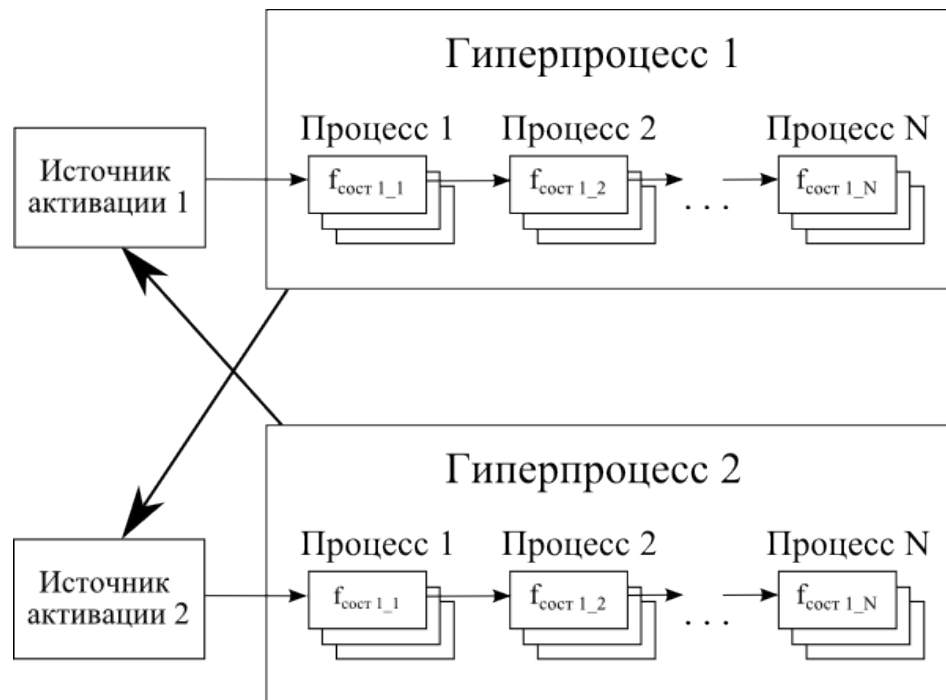 Гиперпроцесс 1
Процесс 1 Процесс 2 Процесс N
Источник
активации 1
fсост 1_1 fсост 1_2 . . . fсост 1_N
Гиперпроцесс 2
Процесс 1 Процесс 2 Процесс N
Источник
активации 2
fсост 1_1 fсост 1_2 . . . fсост 1_N